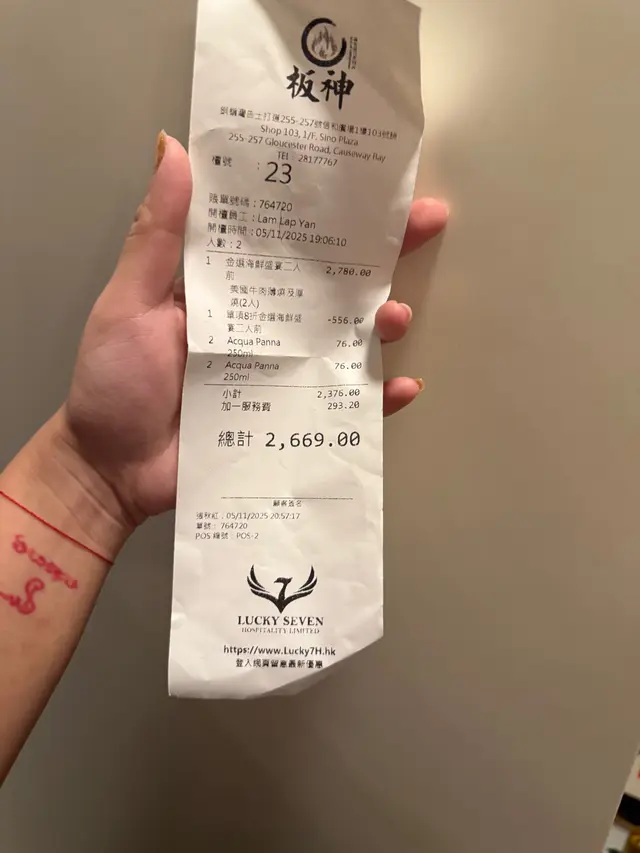 板神
銅鑼灣告士打道255-257號信和廣場1樓103號舖
Shop 103, 1/F. Sino Plaza
255-257 Gloucester Road, Causeway Bay
TEL : 28177767
檯號 : 23
賬單號碼 : 764720
開檯員工 : Lam Lap Yan
開檯時間 : 05/11/2025 19:06:10
人數 : 2
1 金選海鮮盛宴二人 2,780.00
前
美國牛肉薄燒及厚
燒(2人)
1 單項8折金選海鮮盛 -556.00
宴二人前
2 Acqua Panna 76.00
250ml
2 Acqua Panna 76.00
250ml
小計 2,376.00
加一服務費 293.20
總計 2,669.00
顧客簽名
張秋紅 : 05/11/2025 20:57:17
單號 : 764720
POS 編號 : POS-2
LUCKY SEVEN
HOSPITALITY LIMITED
https://www.Lucky7H.hk
登入網頁留意最新優惠